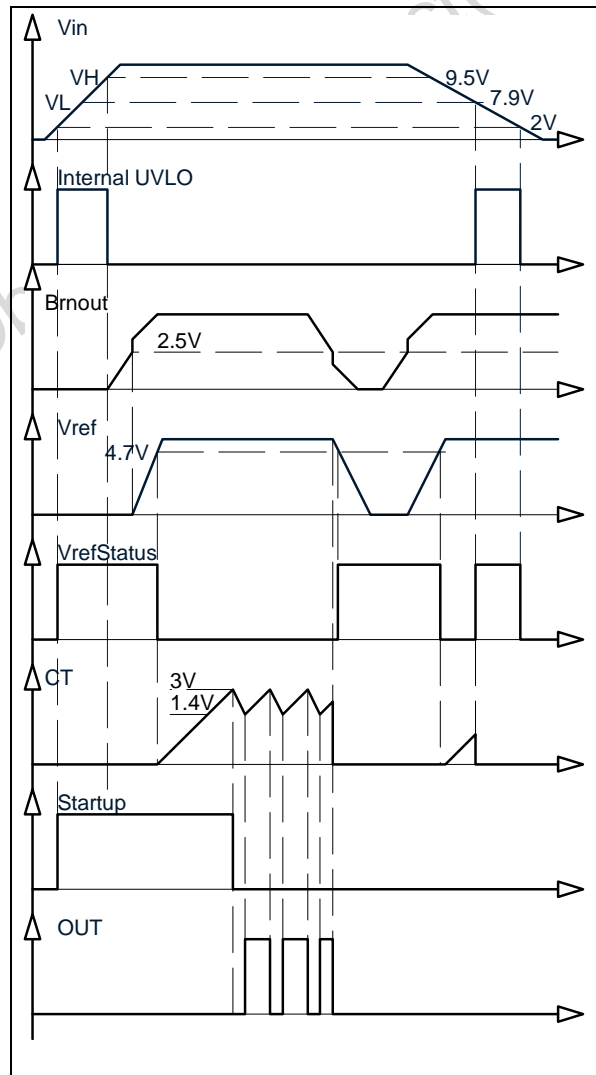 Vin
VH
9.5V
VL
7.9V
2V
Internal UVLO
Brnout
2.5V
Vref
4.7V
VrefStatus
CT
3V
1.4V
Startup
OUT